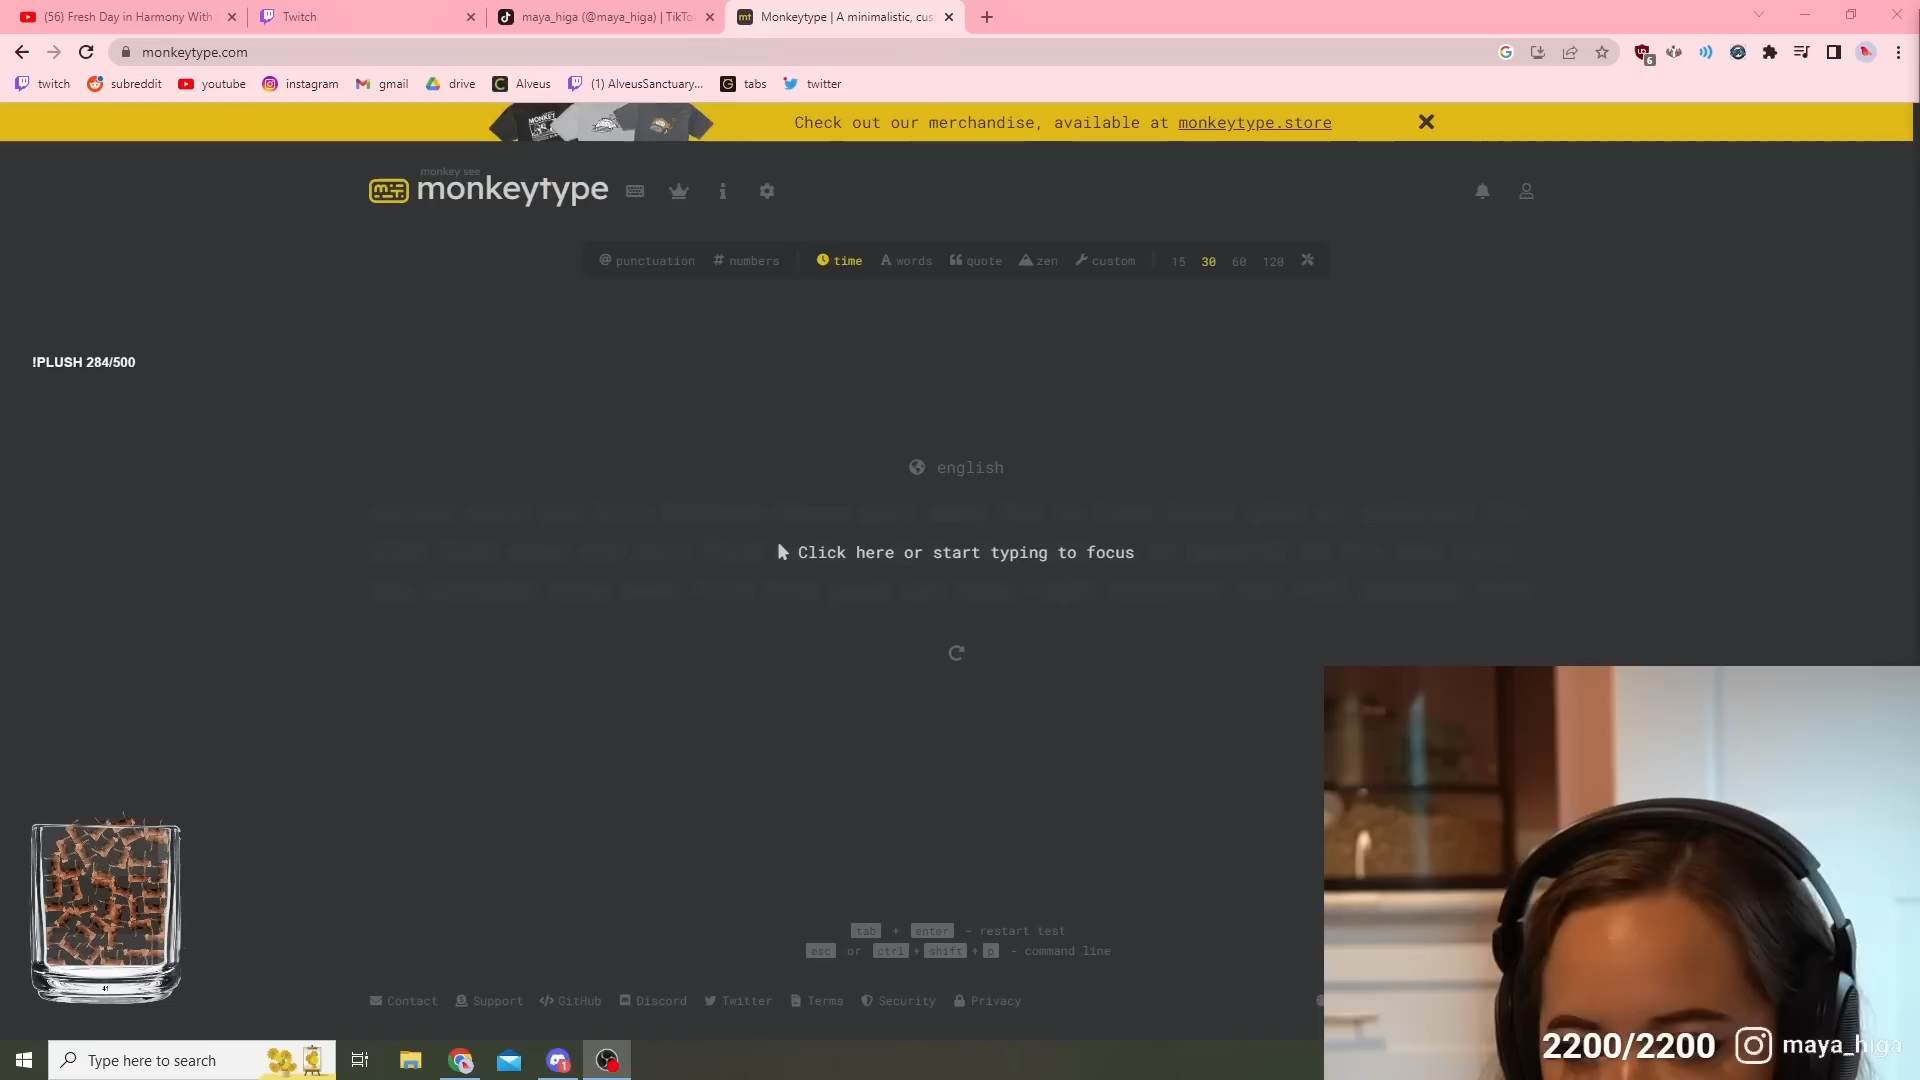 (56) Fresh Day in Harmony With
Twitch
maya_higa (@maya_higa) | TikTo
Monkeytype | A minimalistic, cus
monkeytype.com
6
twitch
subreddit
youtube
instagram
gmail
drive
Alveus
(1) AlveusSanctuary...
tabs
twitter
Check out our merchandise, available at monkeytype.store
monkey see
monkeytype
@ punctuation # numbers time A words quote zen custom 15 30 60 120
!PLUSH 284/500
english
Click here or start typing to focus
tab + enter - restart test
esc or ctrl + shift + p - command line
Contact Support GitHub Discord Twitter Terms Security Privacy
41
2200/2200 maya_higa
Type here to search
1